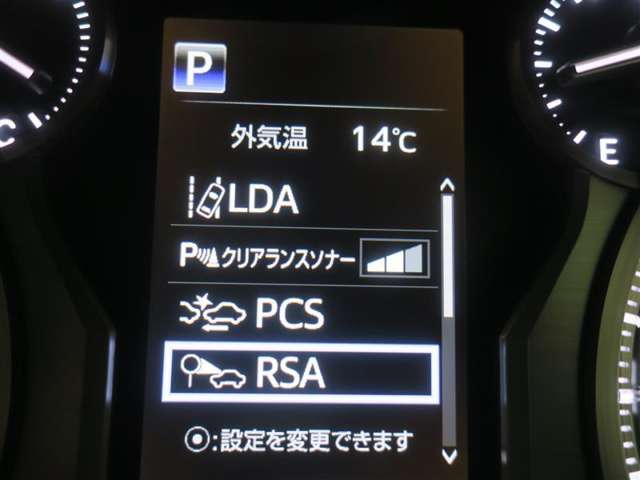 P
外気温 14℃
C
E
LDA
Pクリアランスソナー
PCS
RSA
:設定を変更できます